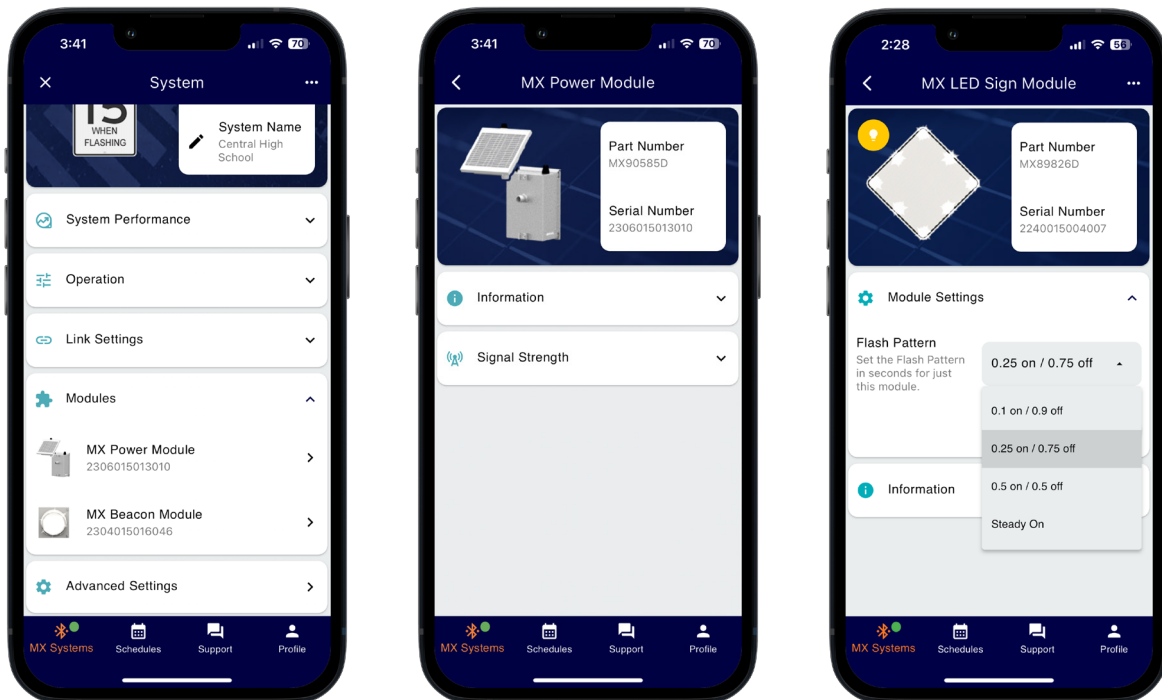 3:41
70
System
15
WHEN
FLASHING
System Name
Central High
School
System Performance
Operation
Link Settings
Modules
MX Power Module
2306015013010
MX Beacon Module
2304015016046
Advanced Settings
MX Systems
Schedules
Support
Profile
3:41
70
MX Power Module
Part Number
MX90585D
Serial Number
2306015013010
Information
Signal Strength
MX Systems
Schedules
Support
Profile
2:28
56
MX LED Sign Module
Part Number
MX89826D
Serial Number
2240015004007
Module Settings
Flash Pattern
Set the Flash Pattern
in seconds for just
this module.
0.25 on / 0.75 off
0.1 on / 0.9 off
0.25 on / 0.75 off
0.5 on / 0.5 off
Steady On
Information
MX Systems
Schedules
Support
Profile